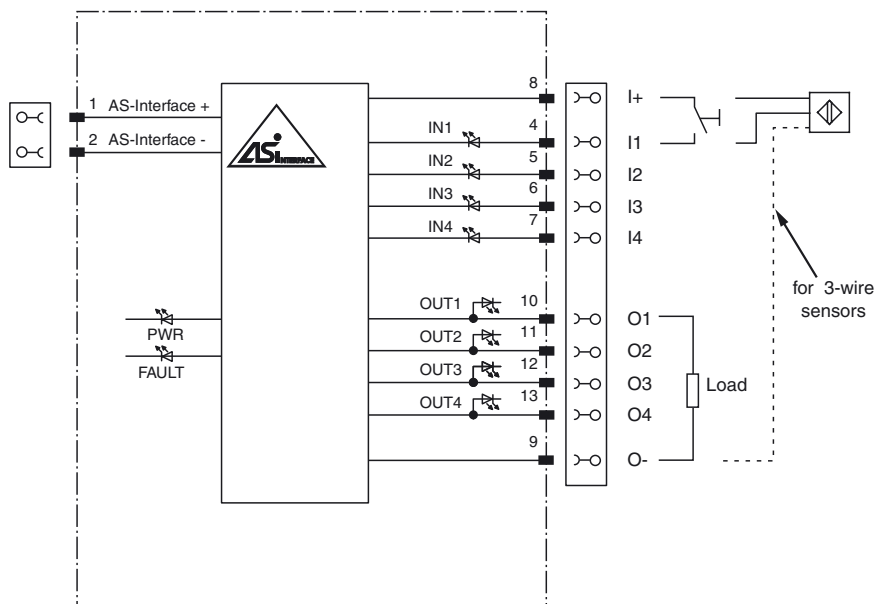 1 AS-Interface +
2 AS-Interface -
ASi INTERFACE
PWR
FAULT
8 I+
IN1 4 I1
IN2 5 I2
IN3 6 I3
IN4 7 I4
OUT1 10 O1
OUT2 11 O2
OUT3 12 O3
OUT4 13 O4
9 O-
Load
for 3-wire
sensors